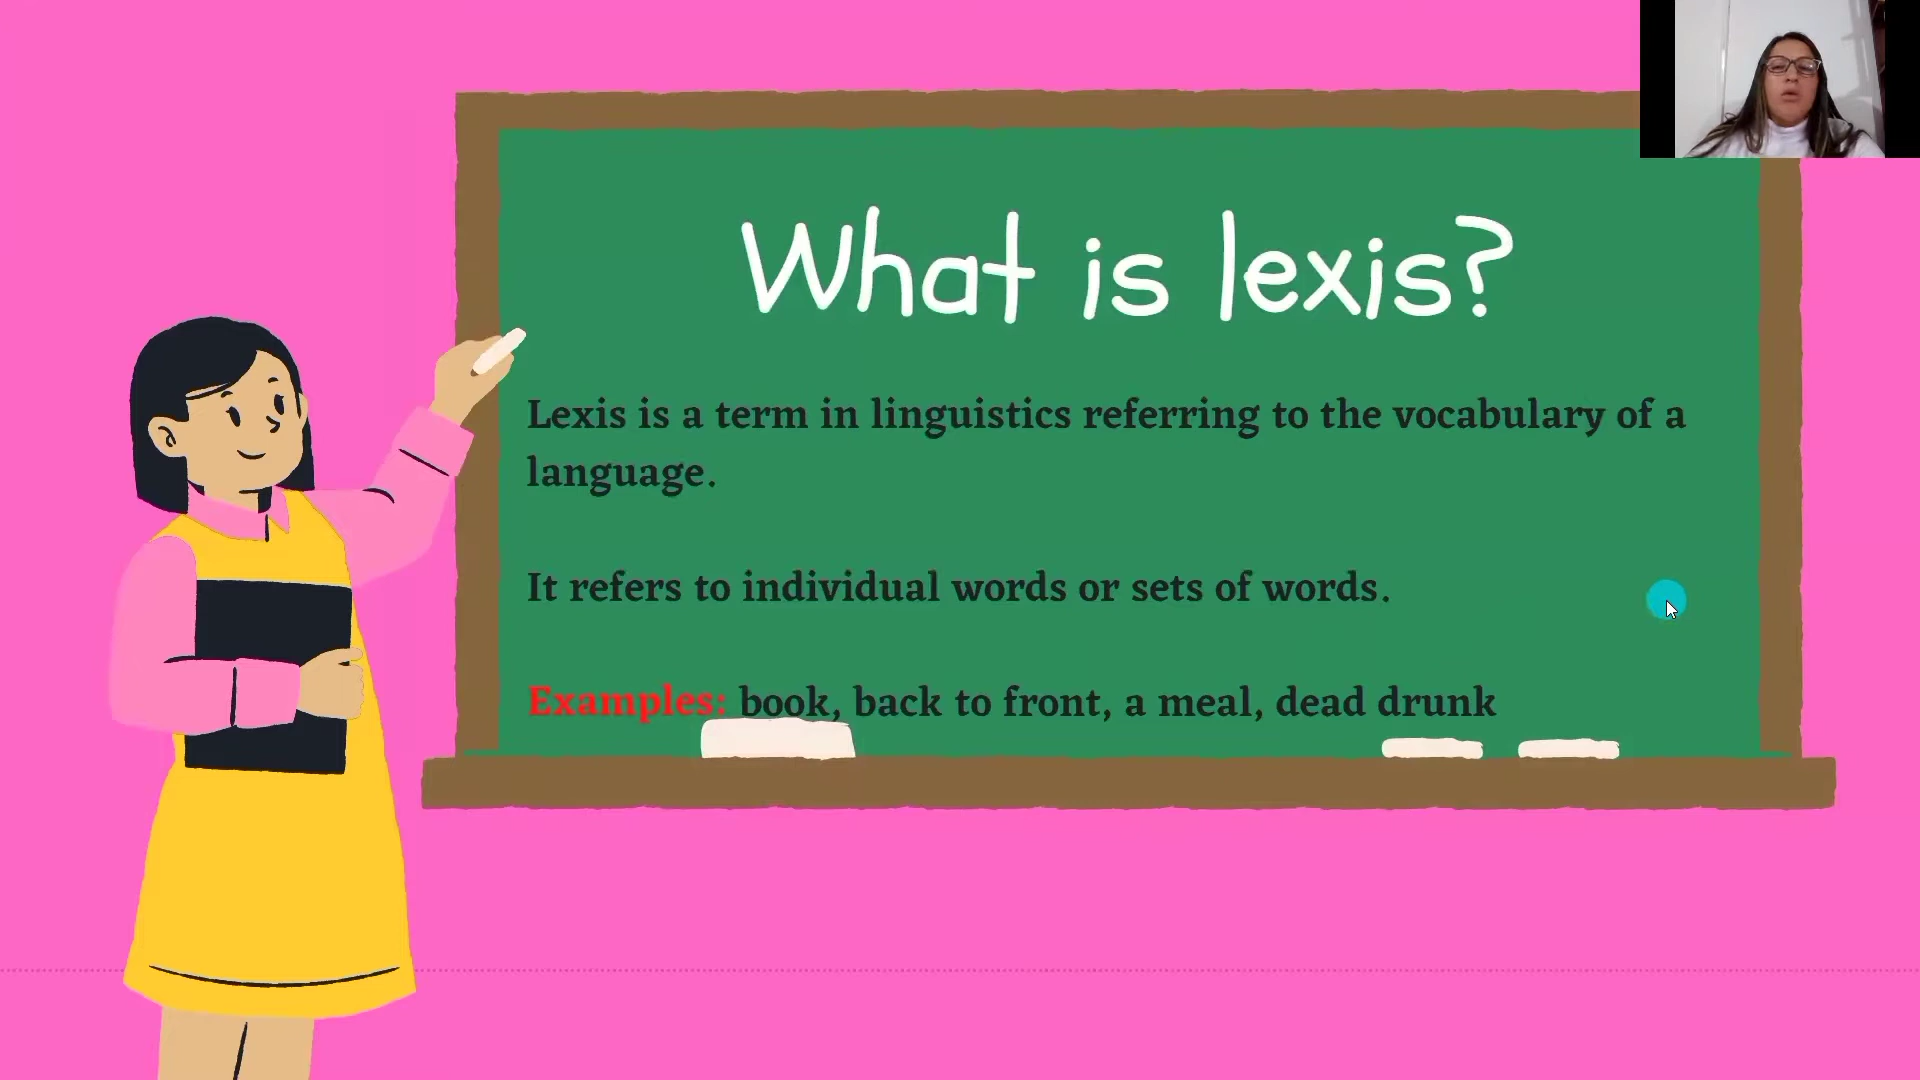 What is lexis?
Lexis is a term in linguistics referring to the vocabulary of a
language.
It refers to individual words or sets of words.
Examples: book, back to front, a meal, dead drunk